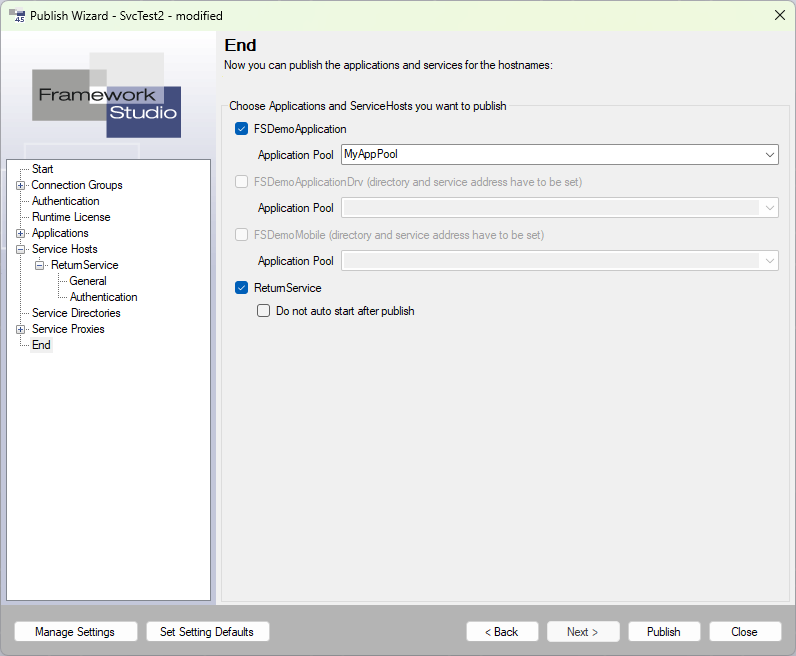 45
Publish Wizard - SvcTest2 - modified
Framework
Studio
Start
Connection Groups
Authentication
Runtime License
Applications
Service Hosts
ReturnService
General
Authentication
Service Directories
Service Proxies
End
End
Now you can publish the applications and services for the hostnames:
Choose Applications and ServiceHosts you want to publish
FSDemoApplication
Application Pool MyAppPool
FSDemoApplicationDrv (directory and service address have to be set)
Application Pool
FSDemoMobile (directory and service address have to be set)
Application Pool
ReturnService
Do not auto start after publish
Manage Settings Set Setting Defaults < Back Next > Publish Close